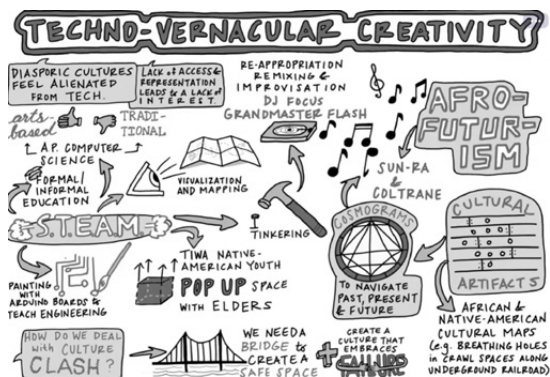 TECHNO-VERNACULAR CREATIVITY
DIASPORIC CULTURES
FEEL ALIENATED
FROM TECH.
LACK of ACCESS &
REPRESENTATION
LEADS to A LACK of
INTEREST.
RE-APPROPRIATION
REMIXING &
IMPROVISATION
DJ FOCUS
GRANDMASTER FLASH
AFRO-
FUTUR-
ISM
arts-
based
TRADI-
TIONAL
A.P. COMPUTER
SCIENCE
FORMAL/
INFORMAL
EDUCATION
VISUALIZATION
AND MAPPING
SUN-RA
&
COLTRANE
S.T.E.A.M.
TINKERING
COSMOGRAMS
TO NAVIGATE
PAST, PRESENT
& FUTURE
CULTURAL
ARTIFACTS
PAINTING
WITH
ARDUINO BOARDS to
TEACH ENGINEERING
TIWA NATIVE-
AMERICAN YOUTH
POP UP SPACE
WITH ELDERS
AFRICAN &
NATIVE-AMERICAN
CULTURAL MAPS
(e.g. BREATHING HOLES
in CRAWL SPACES ALONG
UNDERGROUND RAILROAD)
HOW DO WE DEAL
with CULTURE
CLASH?
WE NEED A
BRIDGE to
CREATE A
SAFE SPACE
CREATE A
CULTURE THAT
EMBRACES